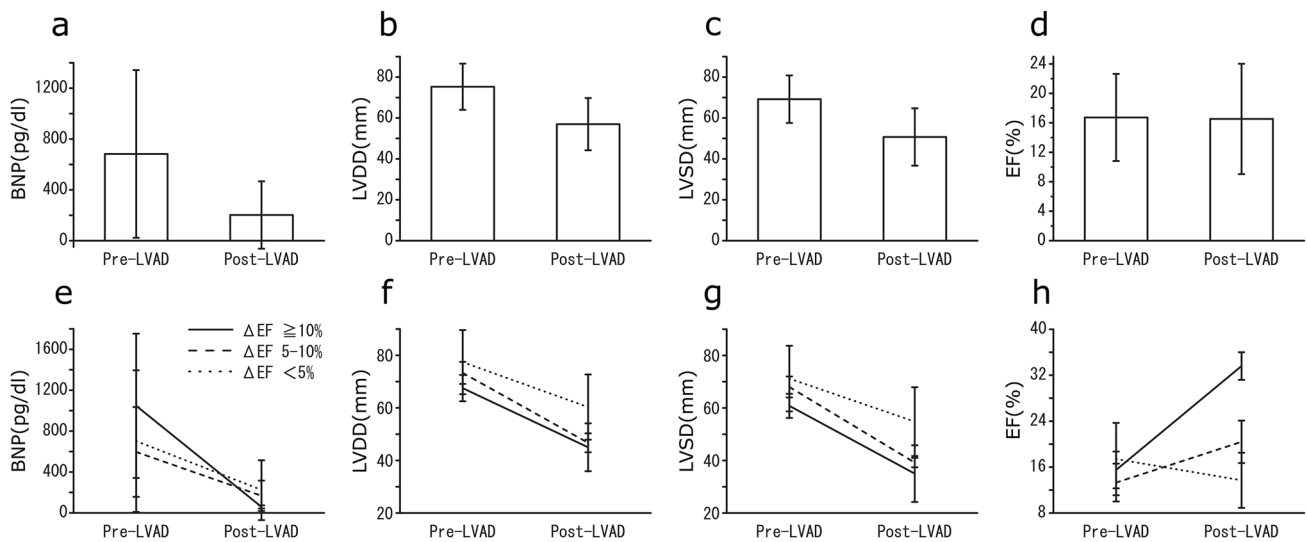 a
BNP(pg/dl)
1200
800
400
0
Pre-LVAD Post-LVAD
b
LVDD(mm)
80
60
40
20
0
Pre-LVAD Post-LVAD
c
LVSD(mm)
80
60
40
20
0
Pre-LVAD Post-LVAD
d
EF(%)
24
20
16
12
8
4
0
Pre-LVAD Post-LVAD
e
BNP(pg/dl)
1600
1200
800
400
0
ΔEF ≧10%
ΔEF 5-10%
ΔEF <5%
Pre-LVAD Post-LVAD
f
LVDD(mm)
80
60
40
20
Pre-LVAD Post-LVAD
g
LVSD(mm)
80
60
40
20
Pre-LVAD Post-LVAD
h
EF(%)
40
32
24
16
8
Pre-LVAD Post-LVAD